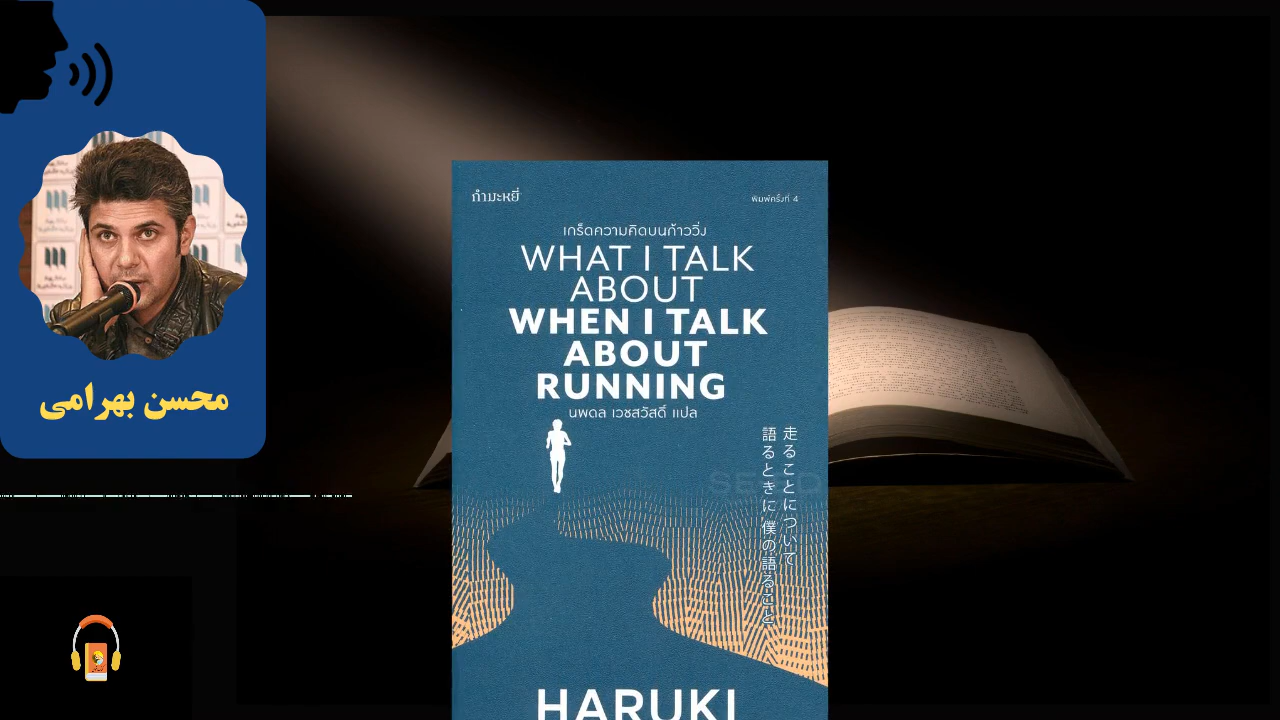 محسن بهرامی
กำมะหยี่
พิมพ์ครั้งที่ 4
เกร็ดความคิดบนก้าววิ่ง
WHAT I TALK
ABOUT
WHEN I TALK
ABOUT
RUNNING
นพดล เวชสวัสดิ์ แปล
走ることについて
語るときに僕の語ること
HARUKI